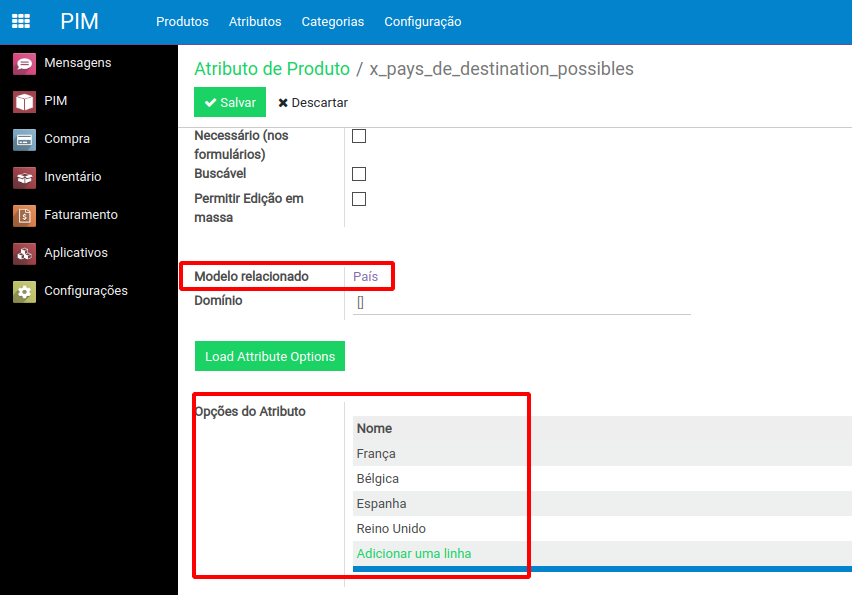 PIM Produtos Atributos Categorias Configuração
Mensagens
PIM
Compra
Inventário
Faturamento
Aplicativos
Configurações
Atributo de Produto / x_pays_de_destination_possibles
Salvar Descartar
Necessário (nos
formulários)
Buscável
Permitir Edição em
massa
Modelo relacionado País
Domínio []
Load Attribute Options
Opções do Atributo
Nome
França
Bélgica
Espanha
Reino Unido
Adicionar uma linha